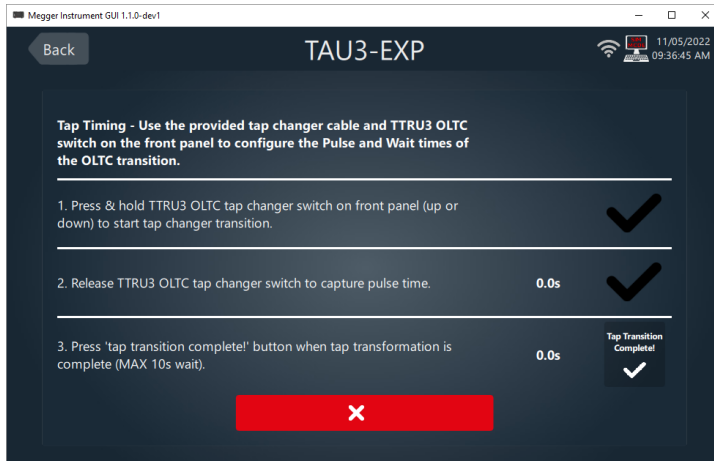 Megger Instrument GUI 1.1.0-dev1
Back
TAU3-EXP
11/05/2022
09:36:45 AM
Tap Timing - Use the provided tap changer cable and TTRU3 OLTC
switch on the front panel to configure the Pulse and Wait times of
the OLTC transition.
1. Press & hold TTRU3 OLTC tap changer switch on front panel (up or
down) to start tap changer transition.
2. Release TTRU3 OLTC tap changer switch to capture pulse time.
0.0s
3. Press 'tap transition complete!' button when tap transformation is
complete (MAX 10s wait).
0.0s
Tap Transition
Complete!